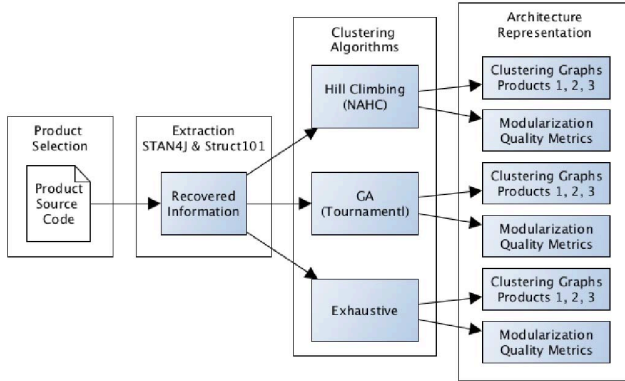 Product
Selection
Product
Source
Code
Extraction
STAN4J & Struct101
Recovered
Information
Clustering
Algorithms
Hill Climbing
(NAHC)
GA
(Tournamentl)
Exhaustive
Architecture
Representation
Clustering Graphs
Products 1, 2, 3
Modularization
Quality Metrics
Clustering Graphs
Products 1, 2, 3
Modularization
Quality Metrics
Clustering Graphs
Products 1, 2, 3
Modularization
Quality Metrics